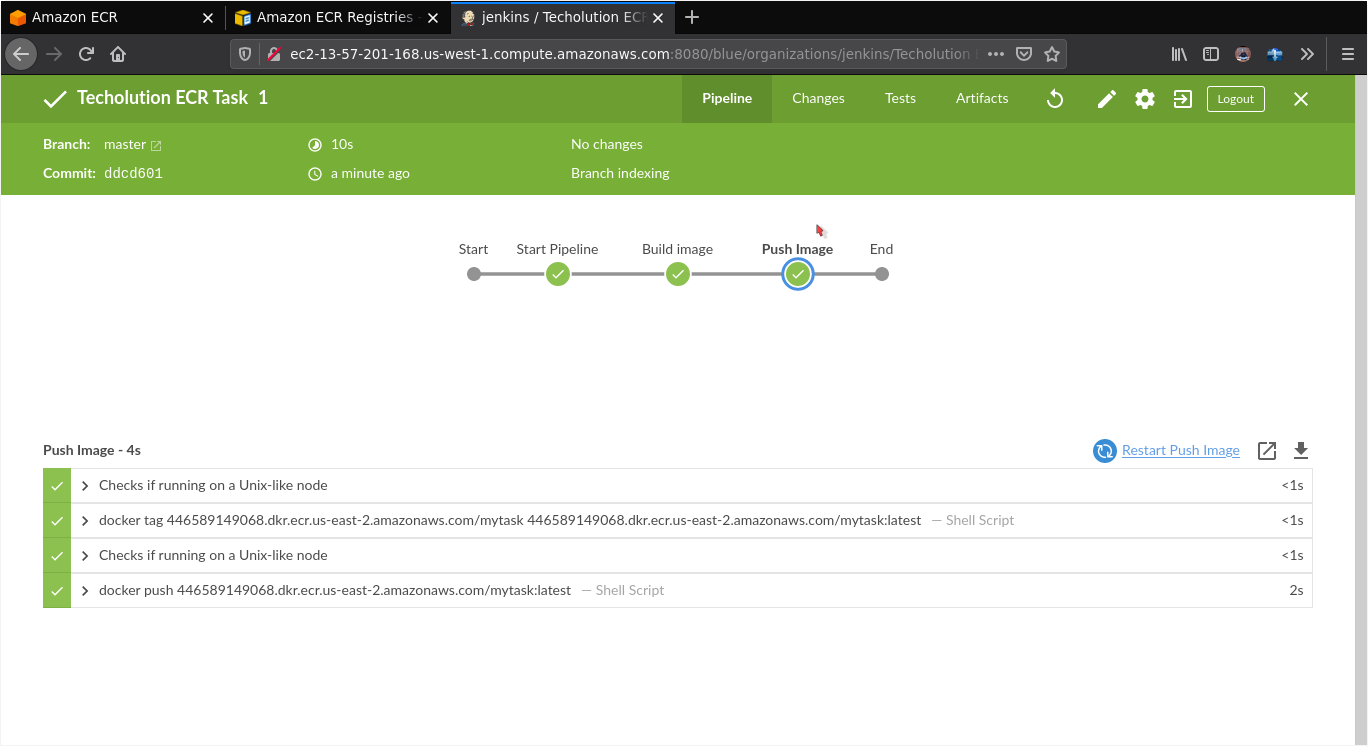 Amazon ECR
Amazon ECR Registries
jenkins / Techolution EC
ec2-13-57-201-168.us-west-1.compute.amazonaws.com:8080/blue/organizations/jenkins/Techolution
Techolution ECR Task 1
Pipeline
Changes
Tests
Artifacts
Logout
Branch: master
10s
No changes
Commit: ddcd601
a minute ago
Branch indexing
Start
Start Pipeline
Build image
Push Image
End
Push Image - 4s
Restart Push Image
Checks if running on a Unix-like node
<1s
docker tag 446589149068.dkr.ecr.us-east-2.amazonaws.com/mytask 446589149068.dkr.ecr.us-east-2.amazonaws.com/mytask:latest — Shell Script
<1s
Checks if running on a Unix-like node
<1s
docker push 446589149068.dkr.ecr.us-east-2.amazonaws.com/mytask:latest — Shell Script
2s